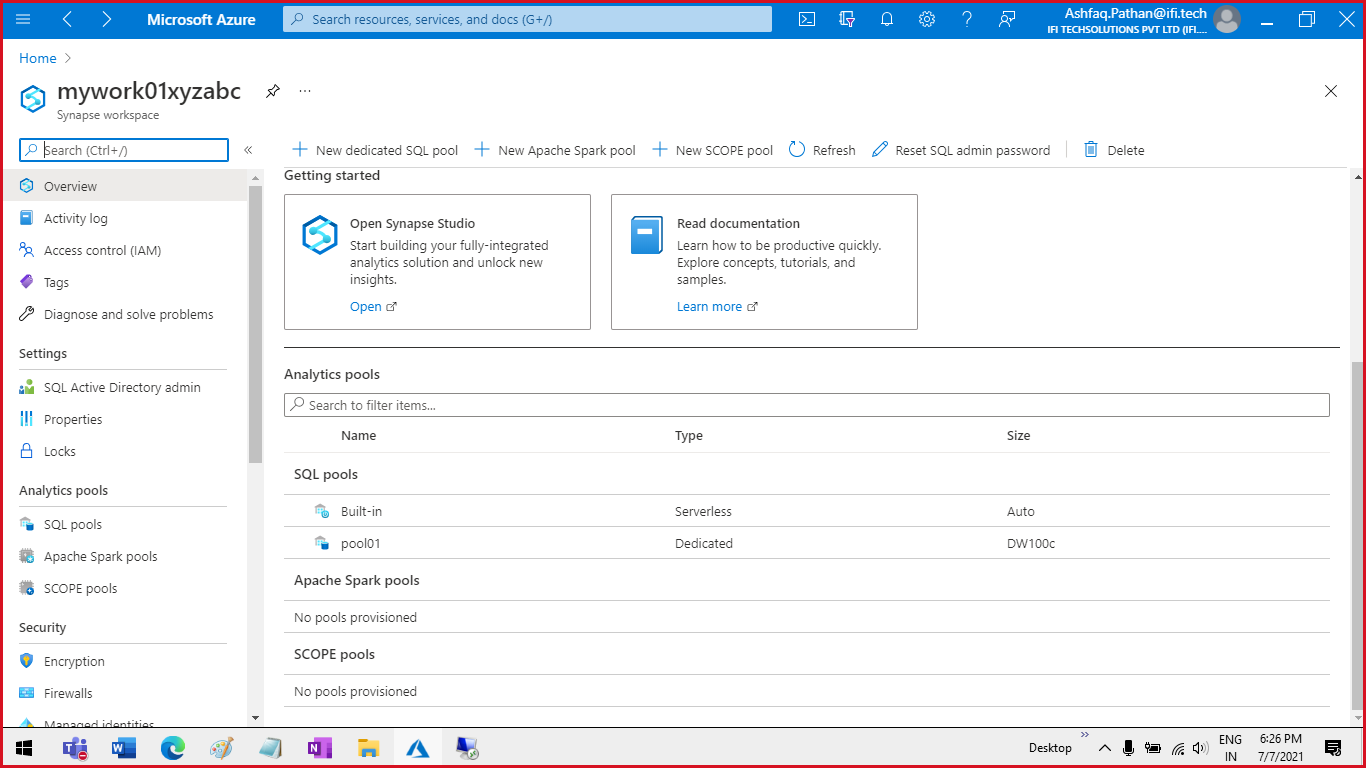 Microsoft Azure
Search resources, services, and docs (G+/)
Ashfaq.Pathan@ifi.tech
IFI TECHSOLUTIONS PVT LTD (IFI....
Home
mywork01xyzabc
Synapse workspace
Search (Ctrl+/)
New dedicated SQL pool
New Apache Spark pool
New SCOPE pool
Refresh
Reset SQL admin password
Delete
Overview
Activity log
Access control (IAM)
Tags
Diagnose and solve problems
Settings
SQL Active Directory admin
Properties
Locks
Analytics pools
SQL pools
Apache Spark pools
SCOPE pools
Security
Encryption
Firewalls
Managed identities
Getting started
Open Synapse Studio
Start building your fully-integrated
analytics solution and unlock new
insights.
Open
Read documentation
Learn how to be productive quickly.
Explore concepts, tutorials, and
samples.
Learn more
Analytics pools
Search to filter items...
Name Type Size
SQL pools
Built-in Serverless Auto
pool01 Dedicated DW100c
Apache Spark pools
No pools provisioned
SCOPE pools
No pools provisioned
Desktop
ENG
IN
6:26 PM
7/7/2021